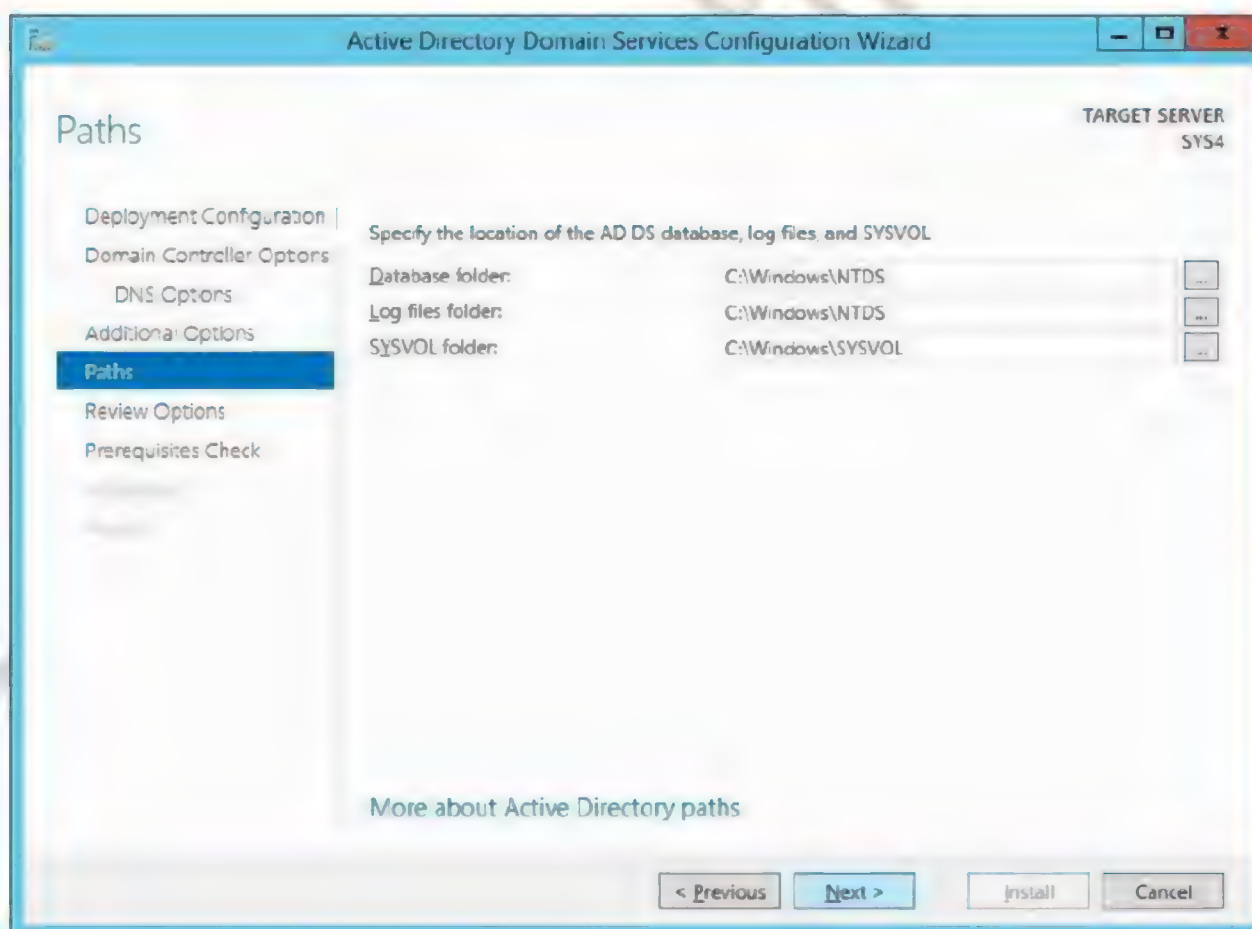 Active Directory Domain Services Configuration Wizard
Paths
TARGET SERVER
SYS4
Deployment Configuration
Domain Controller Options
DNS Options
Additional Options
Paths
Review Options
Prerequisites Check
Specify the location of the AD DS database, log files, and SYSVOL
Database folder:
C:\Windows\NTDS
...
Log files folder:
C:\Windows\NTDS
...
SYSVOL folder:
C:\Windows\SYSVOL
...
More about Active Directory paths
< Previous
Next >
Install
Cancel